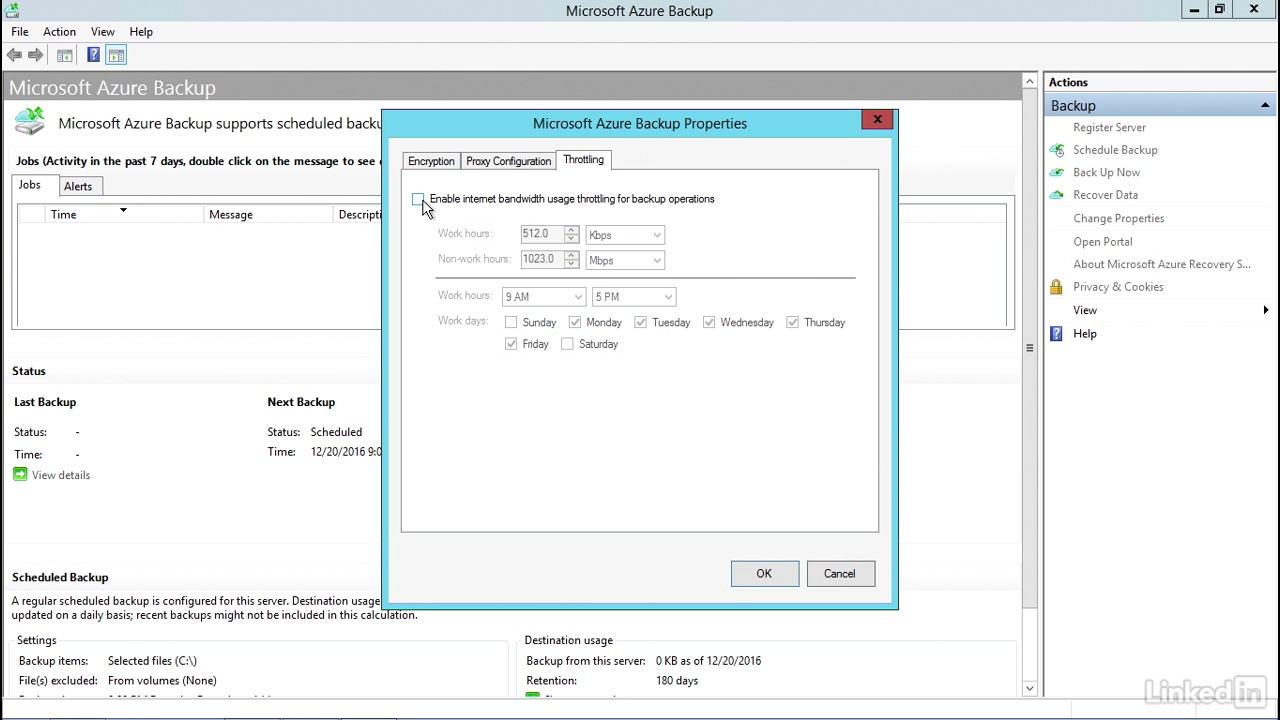 Microsoft Azure Backup
File Action View Help
Microsoft Azure Backup
Microsoft Azure Backup supports scheduled backu
Jobs (Activity in the past 7 days, double click on the message to see
Jobs Alerts
Time Message Descripti
Status
Last Backup Next Backup
Status: - Status: Scheduled
Time: - Time: 12/20/2016 9:0
View details
Scheduled Backup
A regular scheduled backup is configured for this server. Destination usage
updated on a daily basis; recent backups might not be included in this calculation.
Settings
Backup items: Selected files (C:\)
File(s) excluded: From volumes (None)
Destination usage
Backup from this server: 0 KB as of 12/20/2016
Retention: 180 days
Microsoft Azure Backup Properties
Encryption Proxy Configuration Throttling
Enable internet bandwidth usage throttling for backup operations
Work hours: 512.0 Kbps
Non-work hours: 1023.0 Mbps
Work hours: 9 AM 5 PM
Work days: Sunday Monday Tuesday Wednesday Thursday
Friday Saturday
OK Cancel
Actions
Backup
Register Server
Schedule Backup
Back Up Now
Recover Data
Change Properties
Open Portal
About Microsoft Azure Recovery S...
Privacy & Cookies
View
Help
Linked in